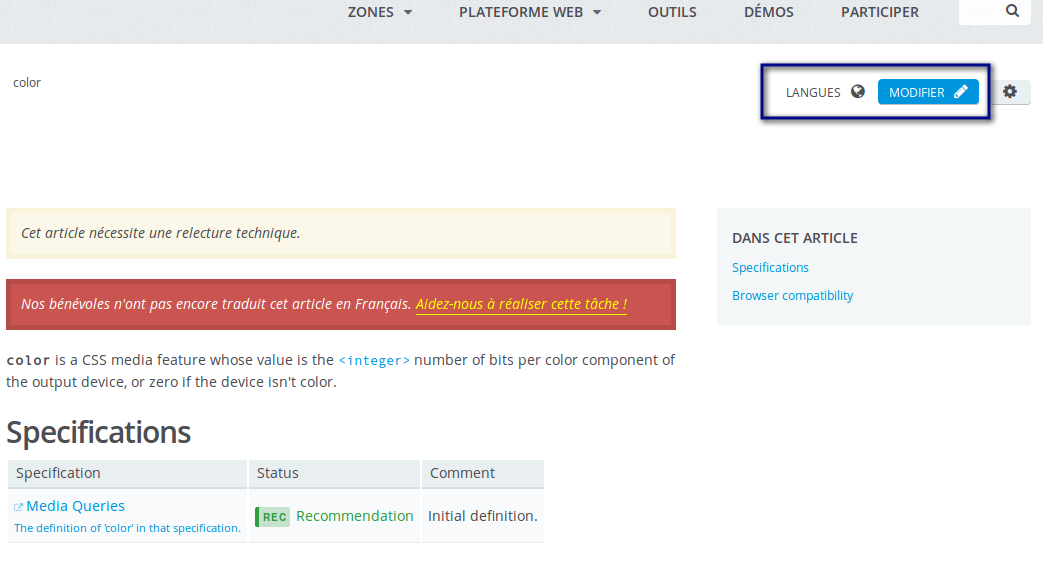 ZONES PLATEFORME WEB OUTILS DÉMOS PARTICIPER
color
LANGUES MODIFIER
Cet article nécessite une relecture technique.
DANS CET ARTICLE
Specifications
Browser compatibility
Nos bénévoles n'ont pas encore traduit cet article en Français. Aidez-nous à réaliser cette tâche !
color is a CSS media feature whose value is the <integer> number of bits per color component of
the output device, or zero if the device isn't color.
Specifications
Specification Status Comment
Media Queries
The definition of 'color' in that specification.
REC Recommendation
Initial definition.